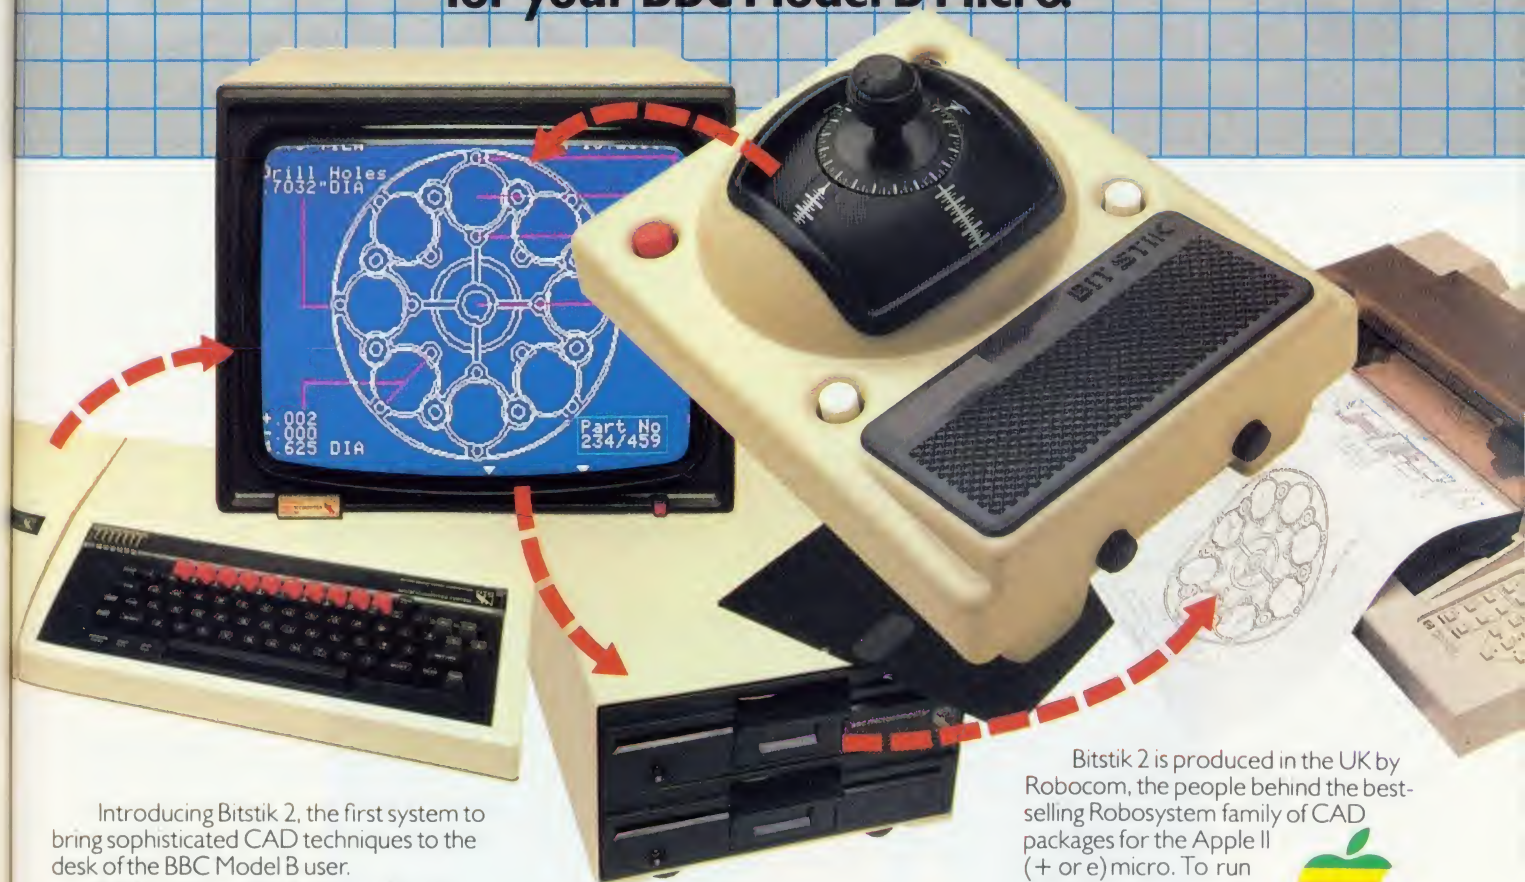 for your BBC Model B Micro.
Drill Holes
.7032"DIA
+.002
-.000
.625 DIA
Part No
234/459
BIT STIK
Introducing Bitstik 2, the first system to
bring sophisticated CAD techniques to the
desk of the BBC Model B user.
Bitstik 2 is produced in the UK by
Robocom, the people behind the best-
selling Robosystem family of CAD
packages for the Apple II
(+ or e) micro. To run